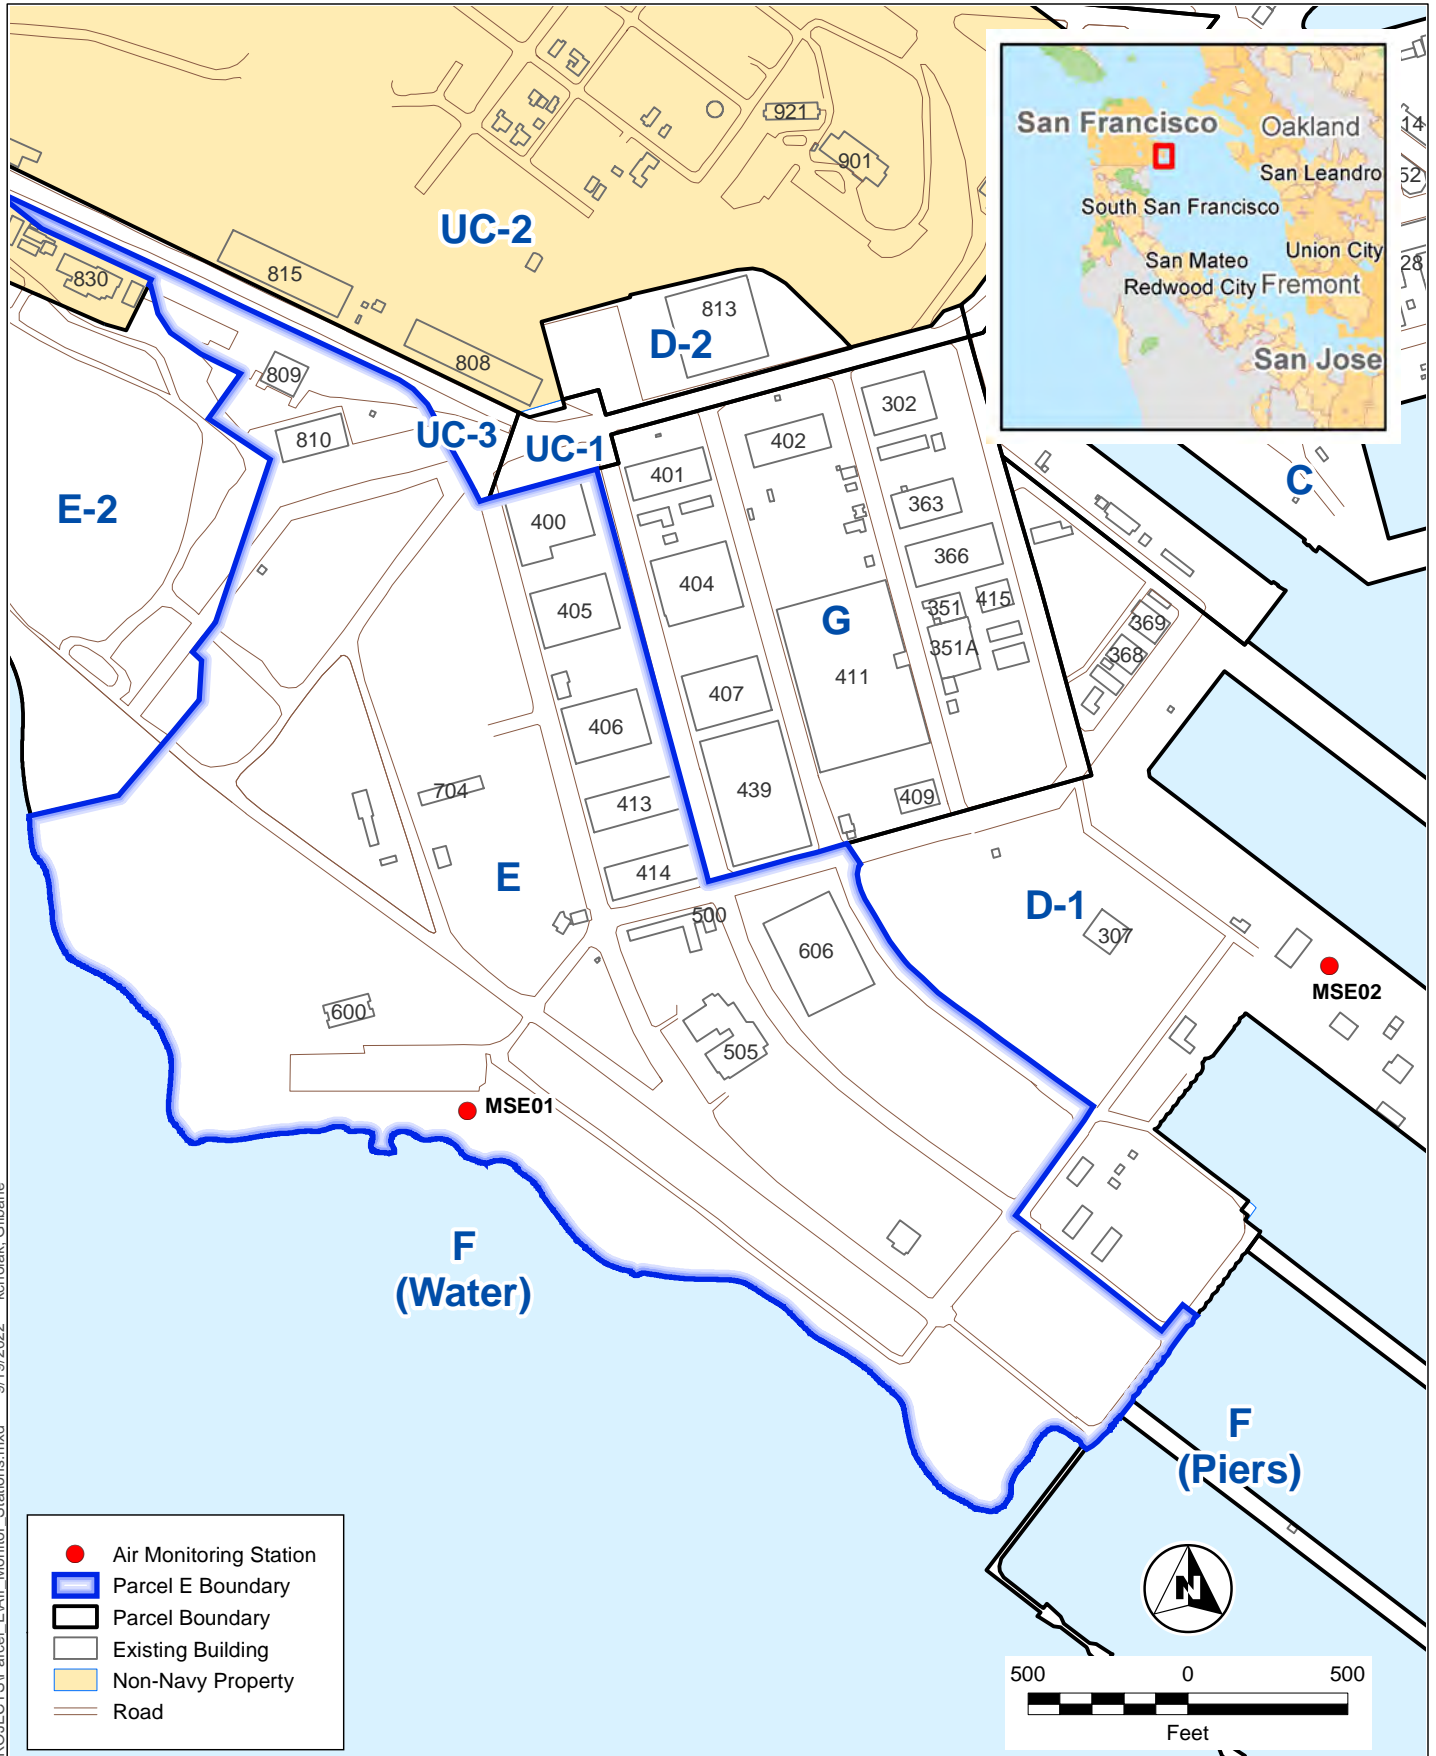 921
901
San Francisco
Oakland
San Leandro
South San Francisco
Union City
San Mateo
Redwood City
Fremont
San Jose
14
52
28
UC-2
830
815
813
D-2
808
809
302
810
UC-3
UC-1
402
401
C
E-2
363
400
366
404
405
351
415
G
369
351A
368
411
407
406
704
439
413
409
414
E
500
D-1
307
606
MSE02
600
505
MSE01
F
(Water)
F
(Piers)
Air Monitoring Station
Parcel E Boundary
Parcel Boundary
Existing Building
Non-Navy Property
Road
N
500 0 500
Feet